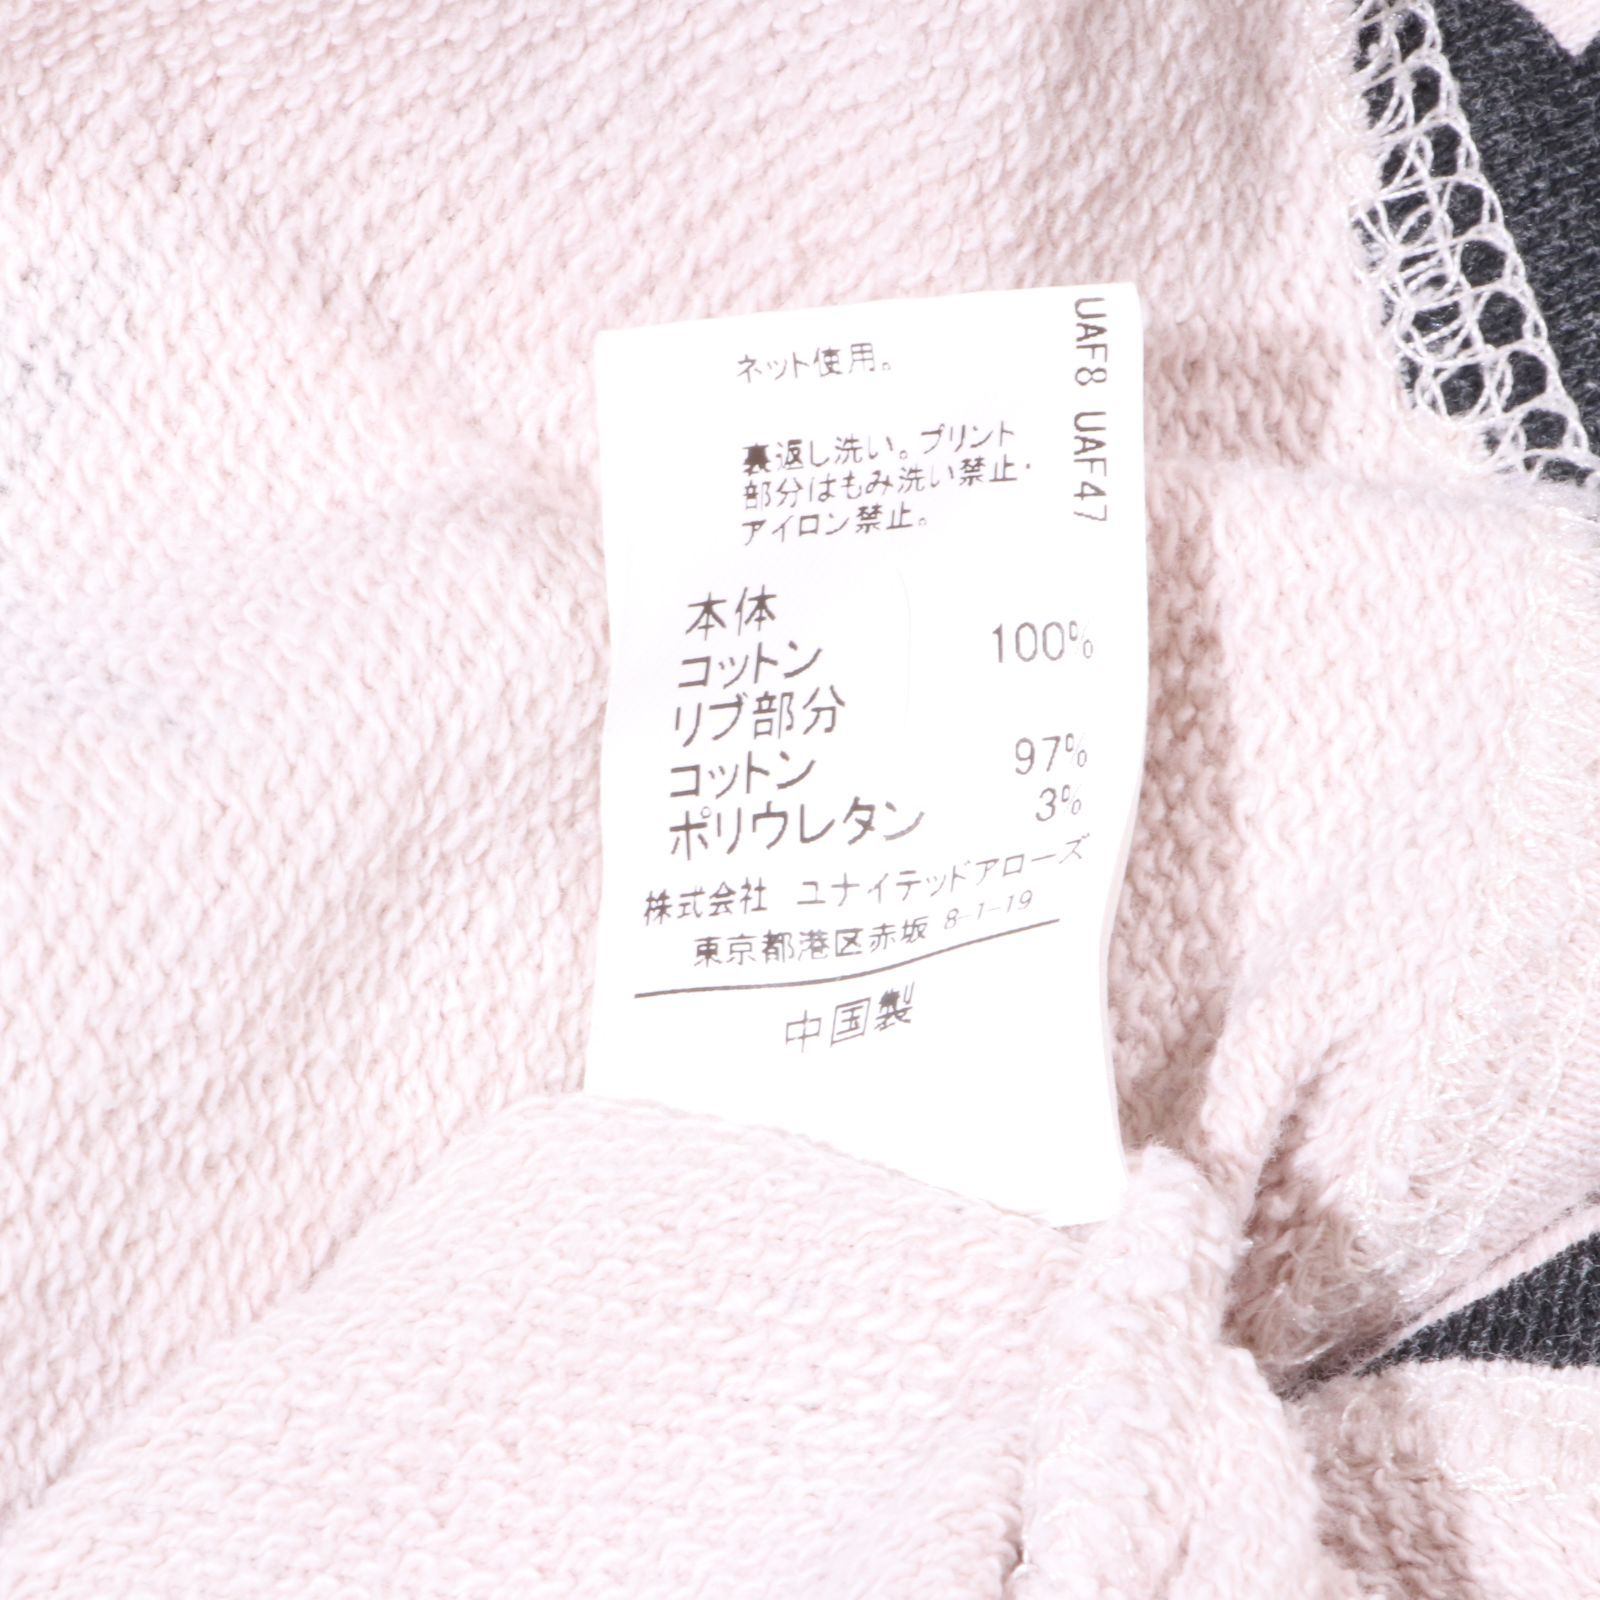 ネット使用。
裏返し洗い。プリント
部分はもみ洗い禁止・
アイロン禁止。
本体
コットン 100%
リブ部分
コットン 97%
ポリウレタン 3%
株式会社 ユナイテッドアローズ
東京都港区赤坂 8-1-19
中国製
UAF8 UAF47